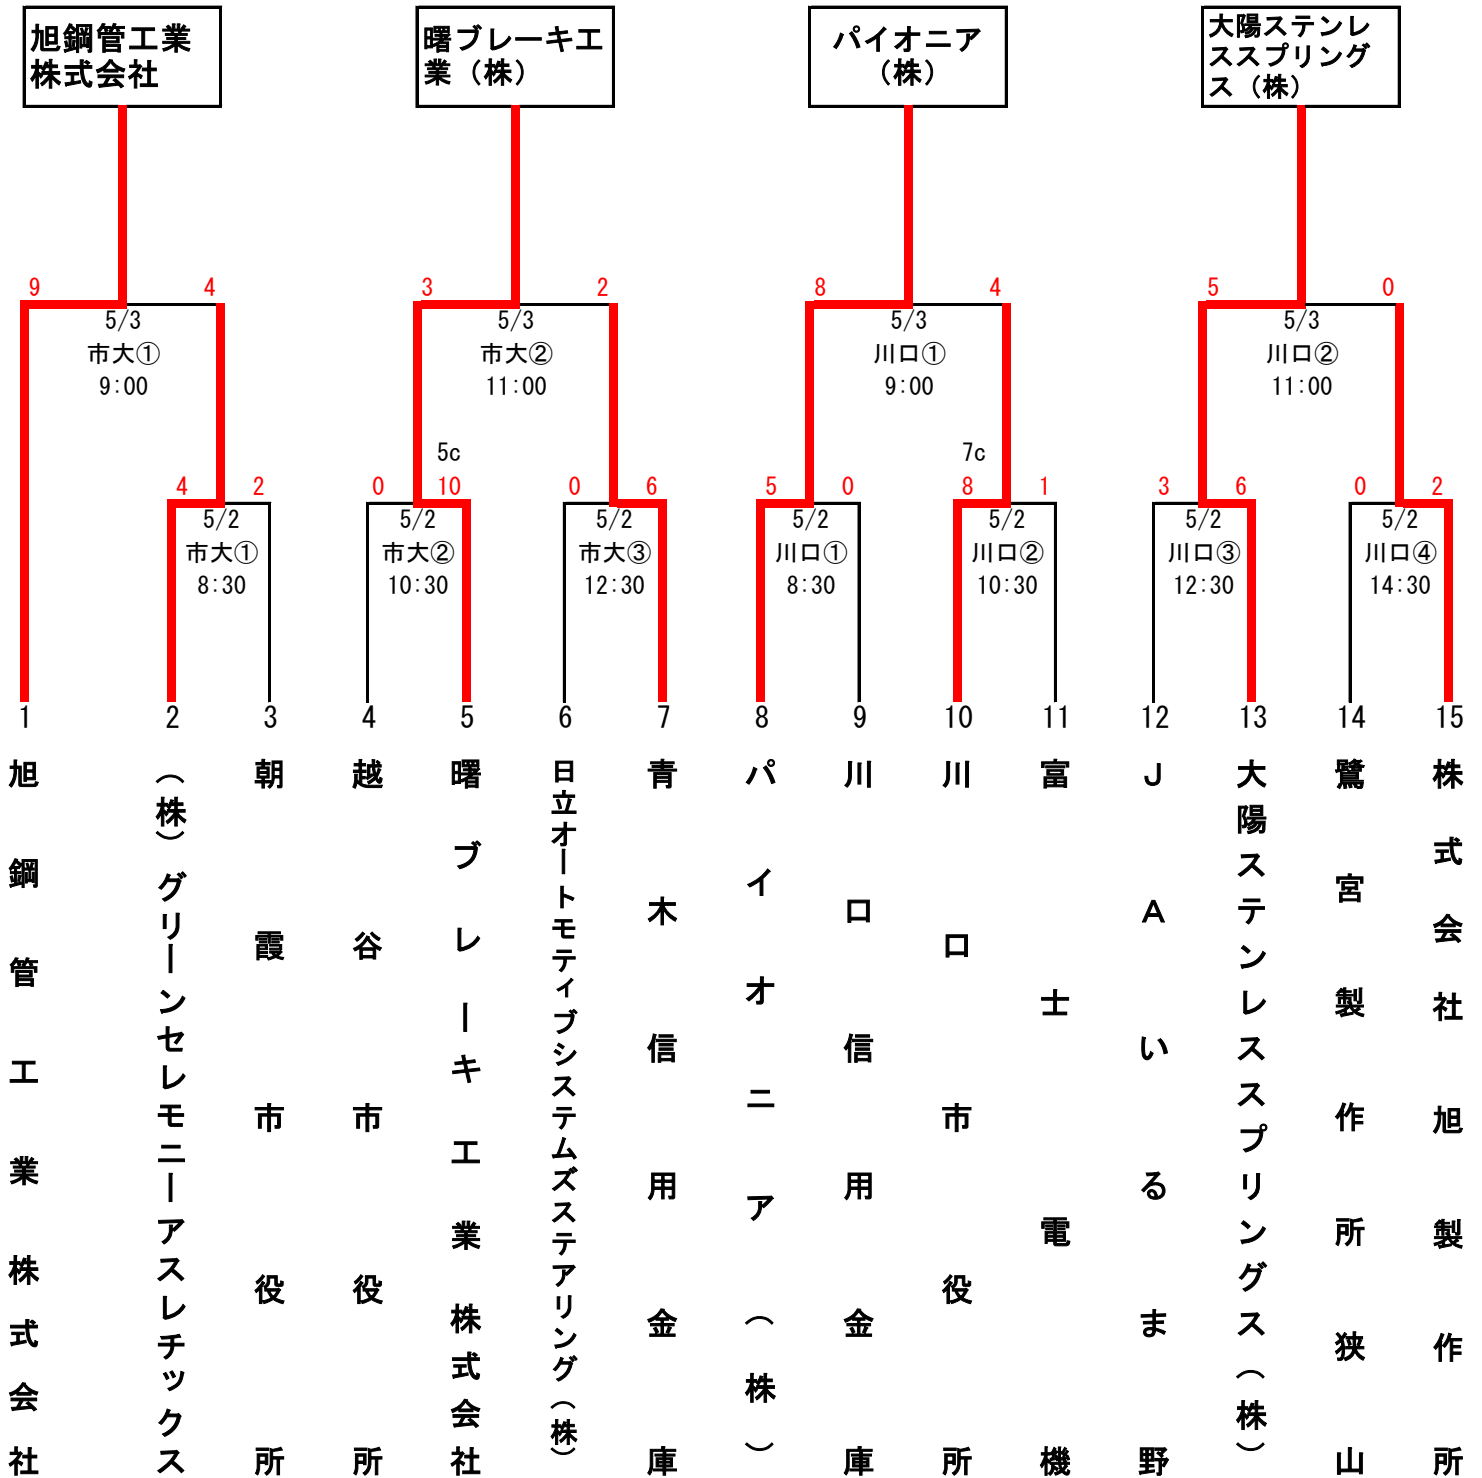 旭鋼管工業
株式会社
曙ブレーキ工
業（株）
パイオニア
（株）
大陽ステンレ
ススプリング
ス（株）
9 4
5/3
市大①
9:00
3 2
5/3
市大②
11:00
8 4
5/3
川口①
9:00
5 0
5/3
川口②
11:00
4 2
5/2
市大①
8:30
5c
0 10
5/2
市大②
10:30
0 6
5/2
市大③
12:30
5 0
5/2
川口①
8:30
7c
8 1
5/2
川口②
10:30
3 6
5/2
川口③
12:30
0 2
5/2
川口④
14:30
1
旭鋼管工業株式会社
2
（株）グリーンセレモニーアスレチックス
3
朝霞市役所
4
越谷市役所
5
曙ブレーキ工業株式会社
6
日立オートモティブシステムズステアリング（株）
7
青木信用金庫
8
パイオニア（株）
9
川口信用金庫
10
川口市役所
11
富士電機
12
ＪＡいるま野
13
大陽ステンレススプリングス（株）
14
鷺宮製作所狭山
15
株式会社旭製作所